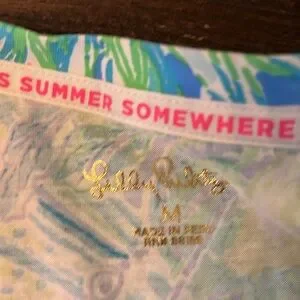 S SUMMER SOMEWHERE
Lilly Pulitzer
M
MADE IN PERU